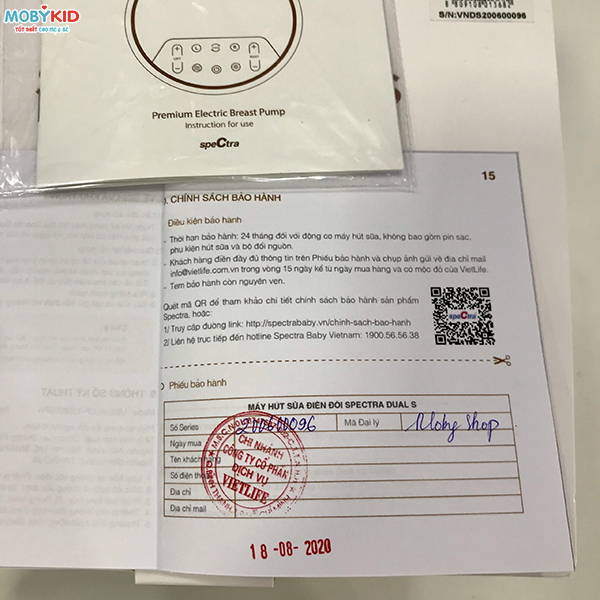 MOBYKID
TỐT NHẤT CHO MẸ & BÉ
S/N:VNDS200600096
Premium Electric Breast Pump
Instruction for use
speCtra
15
CHÍNH SÁCH BẢO HÀNH
Điều kiện bảo hành
- Thời hạn bảo hành: 24 tháng đối với động cơ máy hút sữa, không bao gồm pin sạc, phụ kiện hút sữa và bộ đổi nguồn.
- Khách hàng điền đầy đủ thông tin trên Phiếu bảo hành và chụp ảnh gửi về địa chỉ mail
info@vietlife.com.vn trong vòng 15 ngày kể từ ngày mua hàng và có mộc đỏ của VietLife.
- Tem bảo hành còn nguyên vẹn.
Quét mã QR để tham khảo chi tiết chính sách bảo hành sản phẩm
Spectra, hoặc:
1/ Truy cập đường link: http://spectrababy.vn/chinh-sach-bao-hanh
2/ Liên hệ trực tiếp đến hotline Spectra Baby Vietnam: 1900.56.56.38
speCtra
Phiếu bảo hành
MÁY HÚT SỮA ĐIỆN ĐÔI SPECTRA DUAL S
Số Series 200600096 Mã Đại lý Moby Shop
Ngày mua
Tên khách hàng
Số điện thoại
Địa chỉ
Địa chỉ mail
CHI NHÁNH
CÔNG TY CỔ PHẦN
DỊCH VỤ
VIETLIFE
18-08-2020
THÔNG SỐ KỸ THUẬT